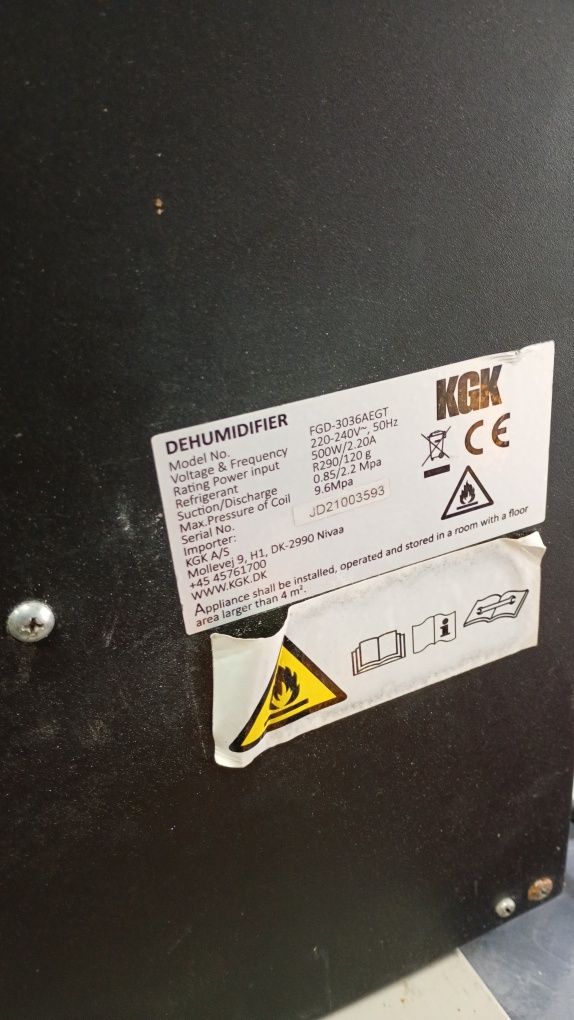 KGK
CE
DEHUMIDIFIER
Model No. FGD-3036AEGT
Voltage & Frequency 220-240V~, 50Hz
Rating Power input 500W/2.20A
Refrigerant R290/120 g
Suction/Discharge 0.85/2.2 Mpa
Max.Pressure of Coil 9.6Mpa
Serial No. JD21003593
Importer:
KGK A/S
Mollevej 9, H1, DK-2990 Nivaa
+45 45761700
WWW.KGK.DK
Appliance shall be installed, operated and stored in a room with a floor
area larger than 4 m².